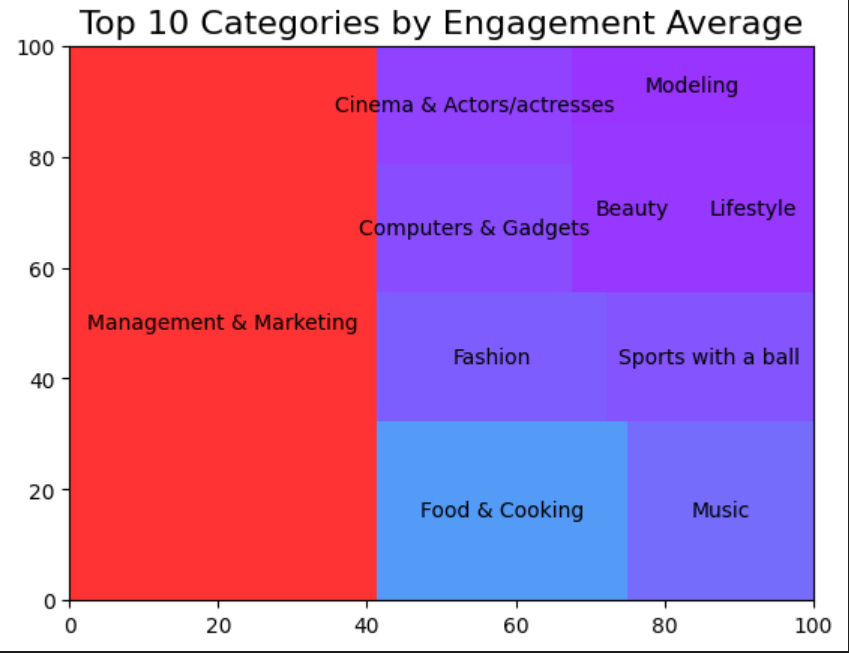 Top 10 Categories by Engagement Average
100
80
60
40
20
0
Cinema & Actors/actresses
Modeling
Computers & Gadgets
Beauty
Lifestyle
Management & Marketing
Fashion
Sports with a ball
Food & Cooking
Music
0 20 40 60 80 100